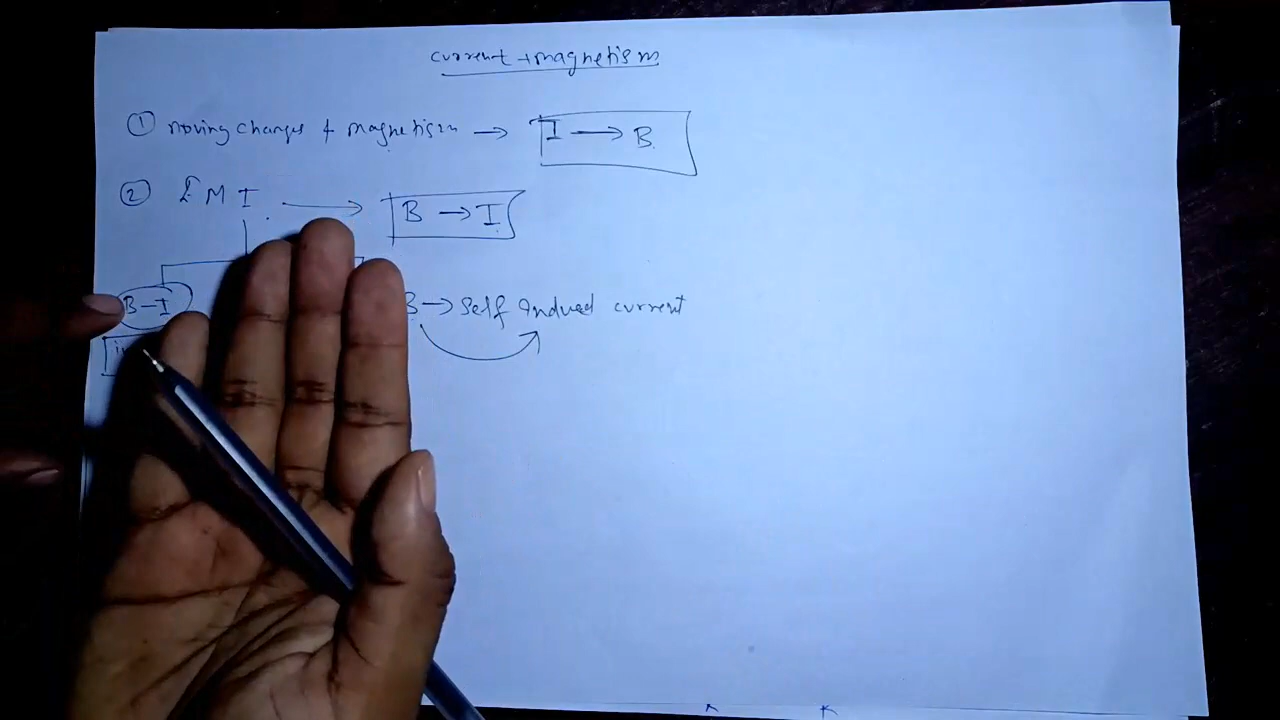 current + magnetism
① moving charges + magnetism → I → B
② EMI → B → I
B - I
B → Self Induced current